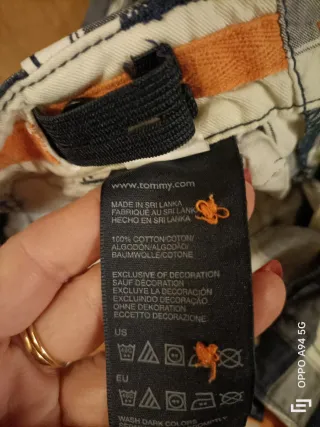 www.tommy.com
MADE IN SRI LANKA
FABRIQUÉ AU SRI LANKA
HECHO EN SRI LANKA
100% COTTON/COTON/
ALGODÓN/ALGODÃO/
BAUMWOLLE/COTONE
EXCLUSIVE OF DECORATION
SAUF DÉCORATION
EXCLUYE LA DECORACIÓN
EXCLUINDO DECORAÇÃO
OHNE DEKORATION
ECCETTO DECORAZIONE
US
EU
WASH DARK COLORS
OPPO A94 5G